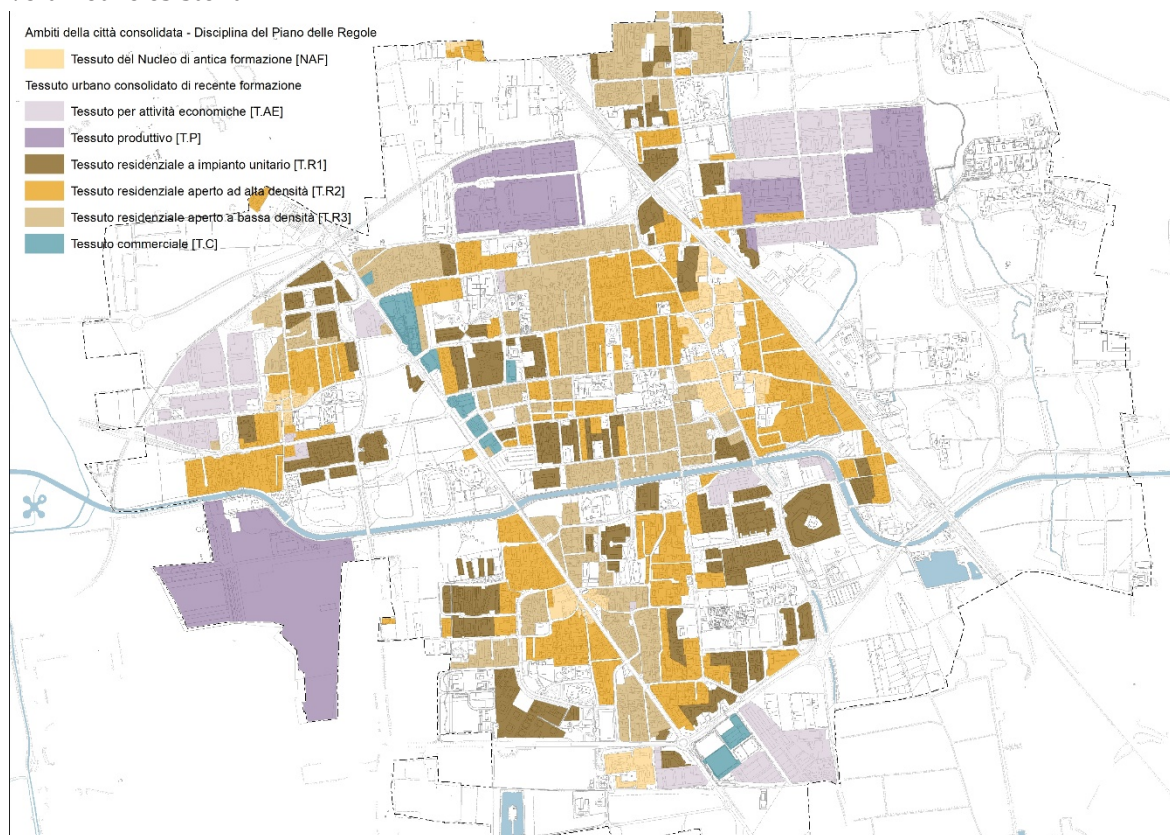 Ambiti della città consolidata - Disciplina del Piano delle Regole
Tessuto del Nucleo di antica formazione [NAF]
Tessuto urbano consolidato di recente formazione
Tessuto per attività economiche [T.AE]
Tessuto produttivo [T.P]
Tessuto residenziale a impianto unitario [T.R1]
Tessuto residenziale aperto ad alta densità [T.R2]
Tessuto residenziale aperto a bassa densità [T.R3]
Tessuto commerciale [T.C]